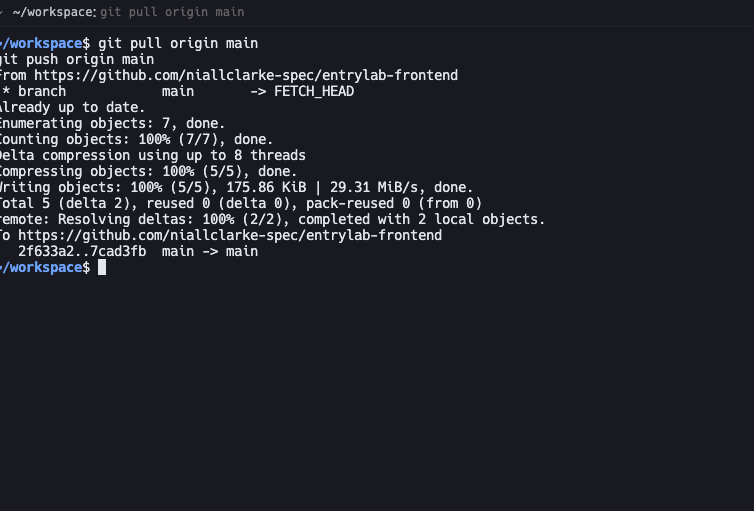 ~/workspace: git pull origin main
~/workspace$ git pull origin main
git push origin main
From https://github.com/niallclarke-spec/entrylab-frontend
 * branch            main       -> FETCH_HEAD
Already up to date.
Enumerating objects: 7, done.
Counting objects: 100% (7/7), done.
Delta compression using up to 8 threads
Compressing objects: 100% (5/5), done.
Writing objects: 100% (5/5), 175.86 KiB | 29.31 MiB/s, done.
Total 5 (delta 2), reused 0 (delta 0), pack-reused 0 (from 0)
remote: Resolving deltas: 100% (2/2), completed with 2 local objects.
To https://github.com/niallclarke-spec/entrylab-frontend
   2f633a2..7cad3fb  main -> main
~/workspace$